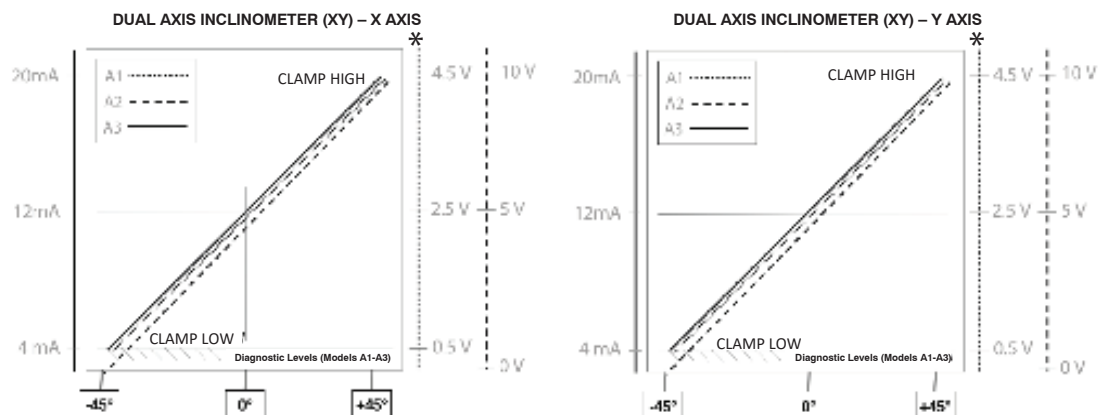 DUAL AXIS INCLINOMETER (XY) – X AXIS
*
20mA
A1
A2
A3
CLAMP HIGH
4.5 V
10 V
12mA
2.5 V
5 V
4 mA
CLAMP LOW
Diagnostic Levels (Models A1-A3)
0.5 V
0 V
-45°
0°
+45°
DUAL AXIS INCLINOMETER (XY) – Y AXIS
*
20mA
A1
A2
A3
CLAMP HIGH
4.5 V
10 V
12mA
2.5 V
5 V
4 mA
CLAMP LOW
Diagnostic Levels (Models A1-A3)
0.5 V
0 V
-45°
0°
+45°